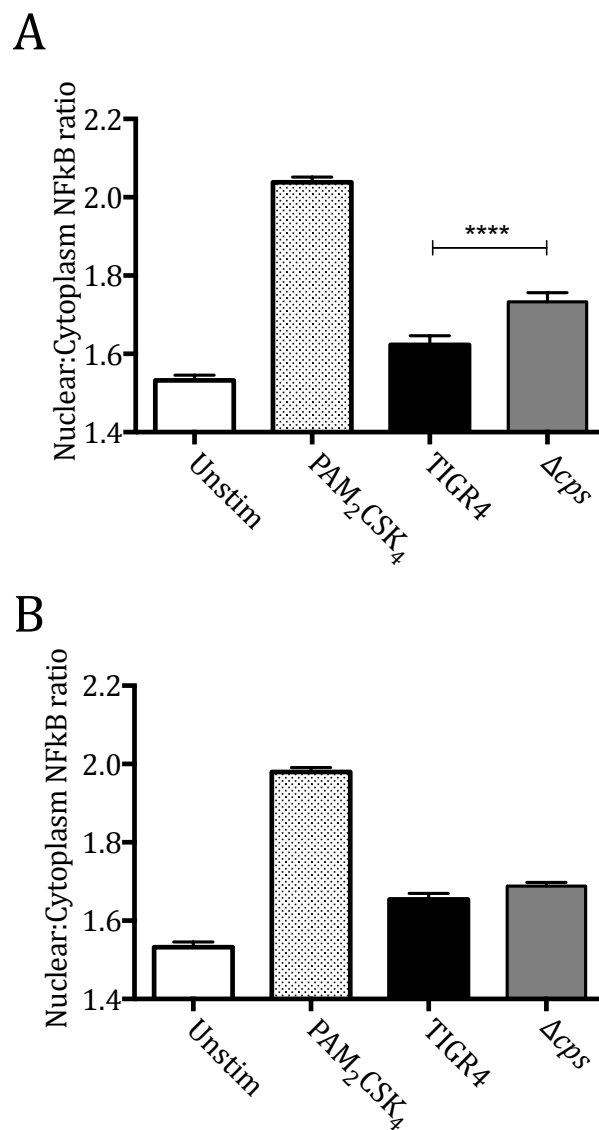 A
Nuclear:Cytoplasm NFkB ratio
2.2
2.0
1.8
1.6
1.4
****
Unstim
PAM₂CSK₄
TIGR4
Δcps
B
Nuclear:Cytoplasm NFkB ratio
2.2
2.0
1.8
1.6
1.4
Unstim
PAM₂CSK₄
TIGR4
Δcps